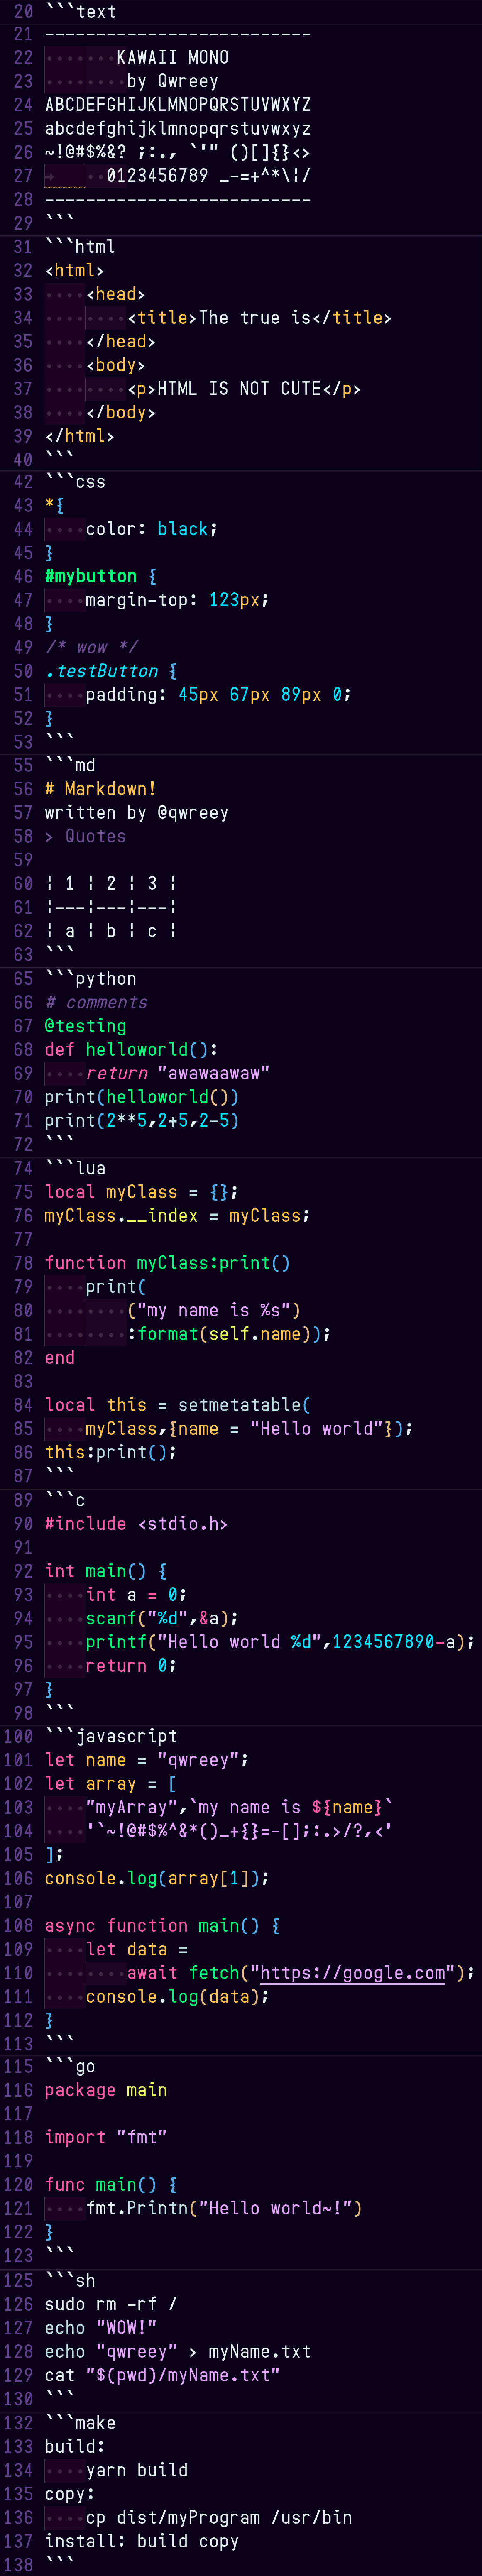 20 ```text
21 --------------------------
22        KAWAII MONO
23         by Qwreey
24 ABCDEFGHIJKLMNOPQRSTUVWXYZ
25 abcdefghijklmnopqrstuvwxyz
26 ~!@#$%&? ;:., `'" ()[]{}<>
27       0123456789 _-=+^*\|/
28 --------------------------
29 ```
31 ```html
32 <html>
33     <head>
34         <title>The true is</title>
35     </head>
36     <body>
37         <p>HTML IS NOT CUTE</p>
38     </body>
39 </html>
40 ```
42 ```css
43 *{
44     color: black;
45 }
46 #mybutton {
47     margin-top: 123px;
48 }
49 /* wow */
50 .testButton {
51     padding: 45px 67px 89px 0;
52 }
53 ```
55 ```md
56 # Markdown!
57 written by @qwreey
58 > Quotes
59
60 | 1 | 2 | 3 |
61 |---|---|---|
62 | a | b | c |
63 ```
65 ```python
66 # comments
67 @testing
68 def helloworld():
69     return "awawaawaw"
70 print(helloworld())
71 print(2**5,2+5,2-5)
72 ```
74 ```lua
75 local myClass = {};
76 myClass.__index = myClass;
77
78 function myClass:print()
79     print(
80         ("my name is %s")
81         :format(self.name));
82 end
83
84 local this = setmetatable(
85     myClass,{name = "Hello world"});
86 this:print();
87 ```
89 ```c
90 #include <stdio.h>
91
92 int main() {
93     int a = 0;
94     scanf("%d",&a);
95     printf("Hello world %d",1234567890-a);
96     return 0;
97 }
98 ```
100 ```javascript
101 let name = "qwreey";
102 let array = [
103     "myArray",`my name is ${name}`
104     '`~!@#$%^&*()_+{}=-[];:.>/?,<'
105 ];
106 console.log(array[1]);
107
108 async function main() {
109     let data =
110         await fetch("https://google.com");
111     console.log(data);
112 }
113 ```
115 ```go
116 package main
117
118 import "fmt"
119
120 func main() {
121     fmt.Printn("Hello world~!")
122 }
123 ```
125 ```sh
126 sudo rm -rf /
127 echo "WOW!"
128 echo "qwreey" > myName.txt
129 cat "$(pwd)/myName.txt"
130 ```
132 ```make
133 build:
134     yarn build
135 copy:
136     cp dist/myProgram /usr/bin
137 install: build copy
138 ```